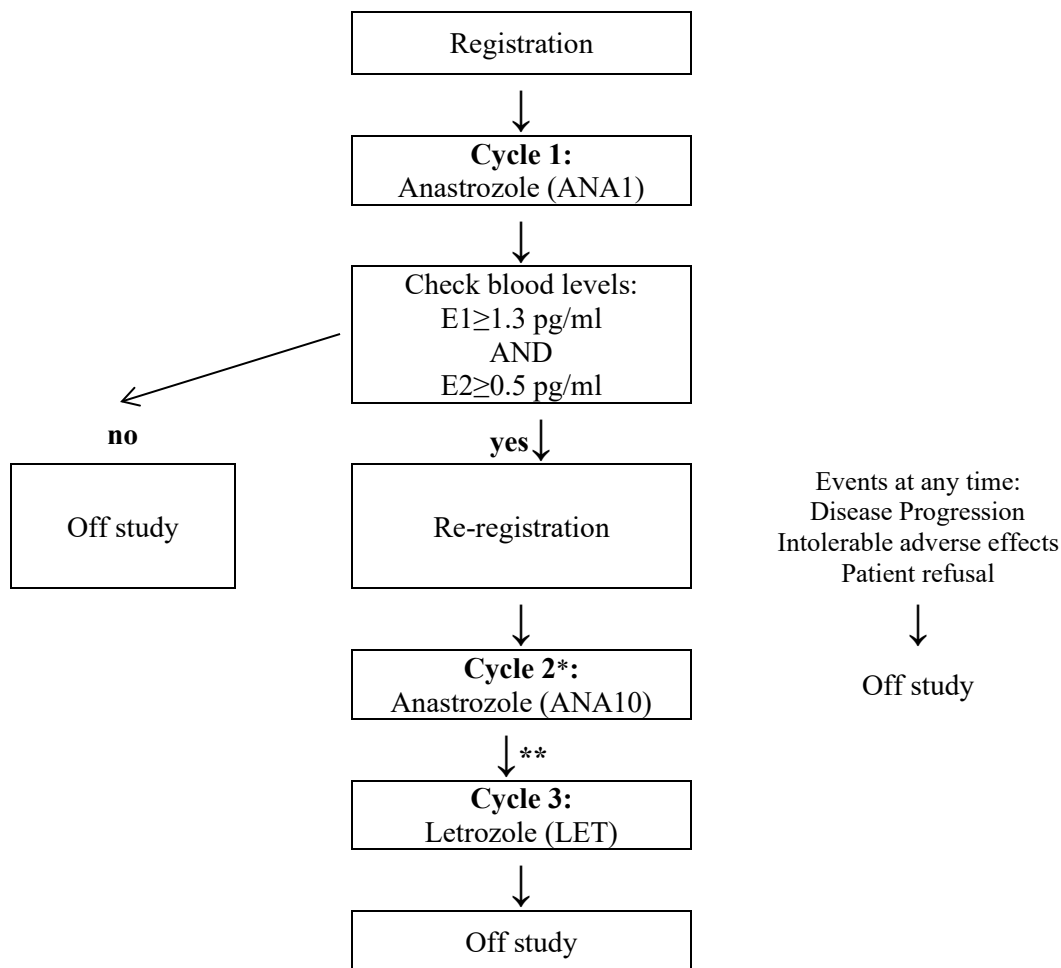 Registration
Cycle 1:
Anastrozole (ANA1)
Check blood levels:
E1≥1.3 pg/ml
AND
E2≥0.5 pg/ml
no
yes
Off study
Re-registration
Events at any time:
Disease Progression
Intolerable adverse effects
Patient refusal
Off study
Cycle 2*:
Anastrozole (ANA10)
**
Cycle 3:
Letrozole (LET)
Off study